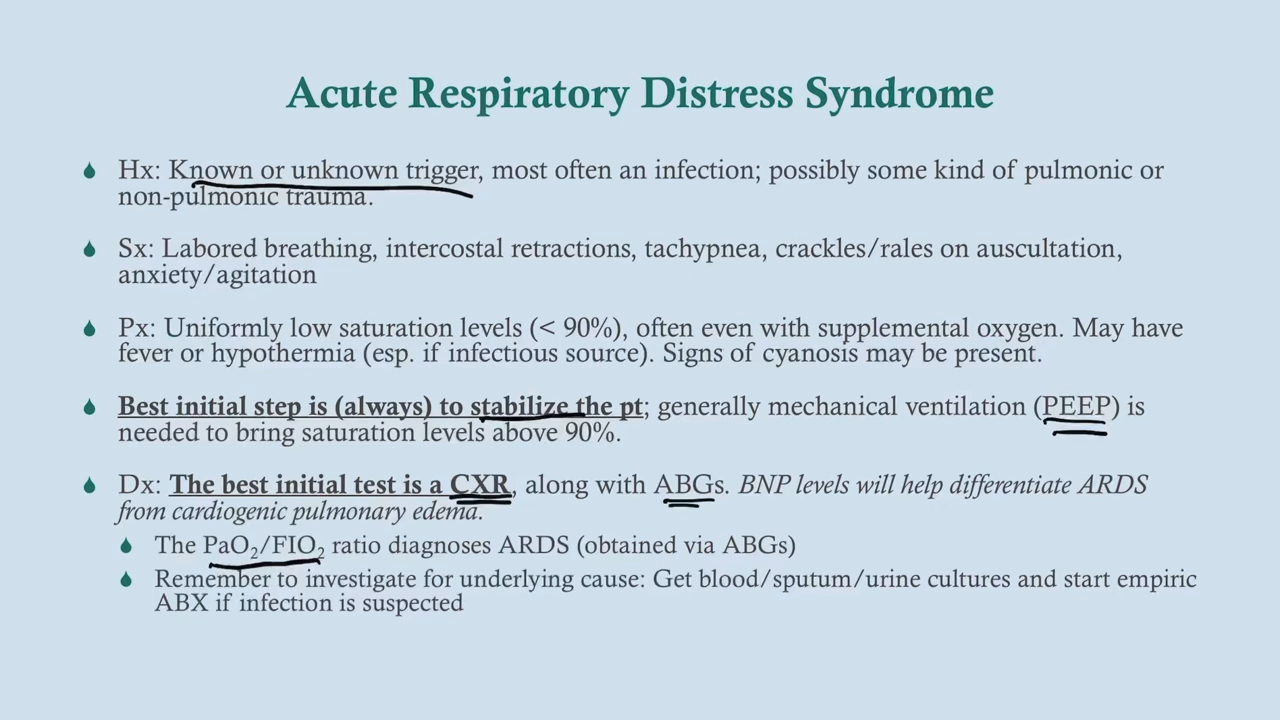 Acute Respiratory Distress Syndrome
Hx: Known or unknown trigger, most often an infection; possibly some kind of pulmonic or
non-pulmonic trauma.
Sx: Labored breathing, intercostal retractions, tachypnea, crackles/rales on auscultation,
anxiety/agitation
Px: Uniformly low saturation levels (< 90%), often even with supplemental oxygen. May have
fever or hypothermia (esp. if infectious source). Signs of cyanosis may be present.
Best initial step is (always) to stabilize the pt; generally mechanical ventilation (PEEP) is
needed to bring saturation levels above 90%.
Dx: The best initial test is a CXR, along with ABGs. BNP levels will help differentiate ARDS
from cardiogenic pulmonary edema.
The PaO₂/FIO₂ ratio diagnoses ARDS (obtained via ABGs)
Remember to investigate for underlying cause: Get blood/sputum/urine cultures and start empiric
ABX if infection is suspected